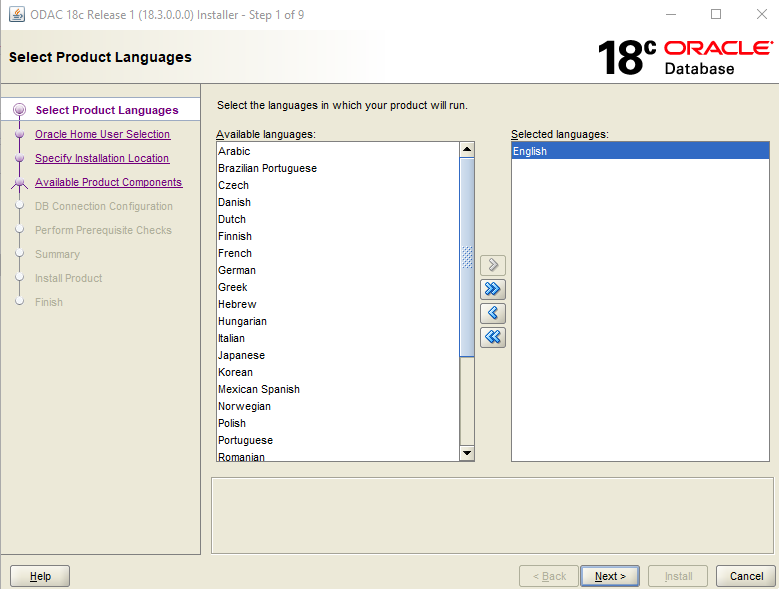 ODAC 18c Release 1 (18.3.0.0.0) Installer - Step 1 of 9
Select Product Languages
18c ORACLE
Database
Select Product Languages
Oracle Home User Selection
Specify Installation Location
Available Product Components
DB Connection Configuration
Perform Prerequisite Checks
Summary
Install Product
Finish
Select the languages in which your product will run.
Available languages:
Arabic
Brazilian Portuguese
Czech
Danish
Dutch
Finnish
French
German
Greek
Hebrew
Hungarian
Italian
Japanese
Korean
Mexican Spanish
Norwegian
Polish
Portuguese
Romanian
Selected languages:
English
Help
< Back
Next >
Install
Cancel